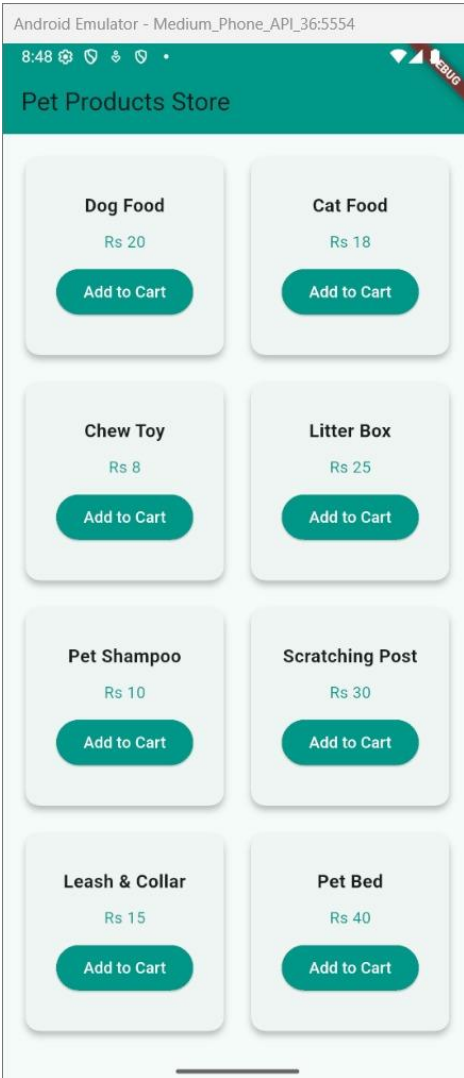 Android Emulator - Medium_Phone_API_36:5554
8:48
DEBUG
Pet Products Store
Dog Food
Cat Food
Rs 20
Rs 18
Add to Cart
Add to Cart
Chew Toy
Litter Box
Rs 8
Rs 25
Add to Cart
Add to Cart
Pet Shampoo
Scratching Post
Rs 10
Rs 30
Add to Cart
Add to Cart
Leash & Collar
Pet Bed
Rs 15
Rs 40
Add to Cart
Add to Cart